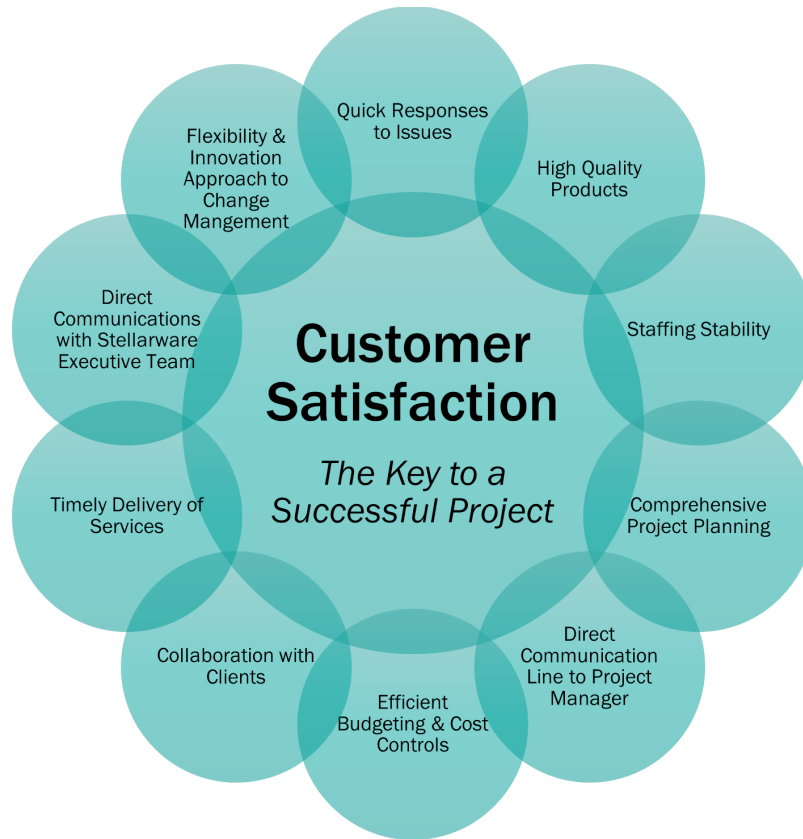 Quick Responses
to Issues
High Quality
Products
Staffing Stability
Comprehensive
Project Planning
Direct
Communication
Line to Project
Manager
Efficient
Budgeting & Cost
Controls
Collaboration with
Clients
Timely Delivery of
Services
Direct
Communications
with Stellarware
Executive Team
Flexibility &
Innovation
Approach to
Change
Mangement
Customer
Satisfaction
The Key to a
Successful Project